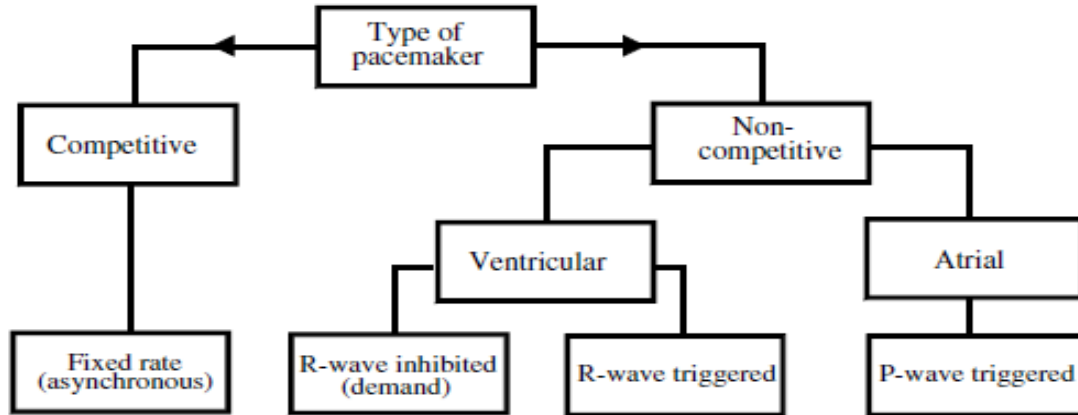 Type of
pacemaker
Competitive
Non-
competitive
Ventricular
Atrial
Fixed rate
(asynchronous)
R-wave inhibited
(demand)
R-wave triggered
P-wave triggered